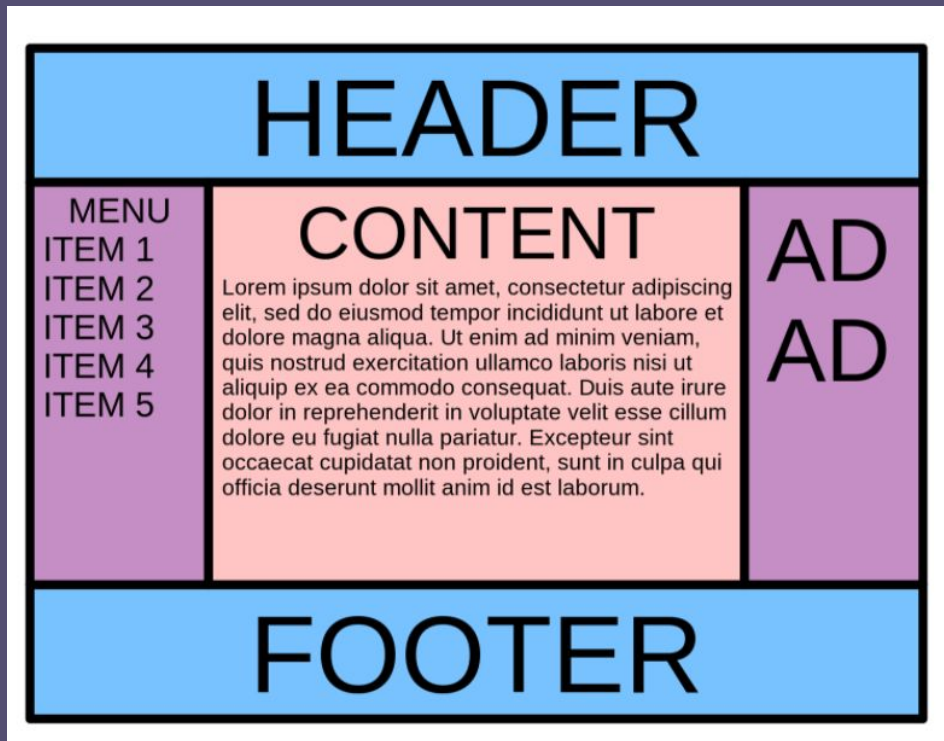 HEADER
MENU
ITEM 1
ITEM 2
ITEM 3
ITEM 4
ITEM 5
CONTENT
Lorem ipsum dolor sit amet, consectetur adipiscing
elit, sed do eiusmod tempor incididunt ut labore et
dolore magna aliqua. Ut enim ad minim veniam,
quis nostrud exercitation ullamco laboris nisi ut
aliquip ex ea commodo consequat. Duis aute irure
dolor in reprehenderit in voluptate velit esse cillum
dolore eu fugiat nulla pariatur. Excepteur sint
occaecat cupidatat non proident, sunt in culpa qui
officia deserunt mollit anim id est laborum.
AD
AD
FOOTER